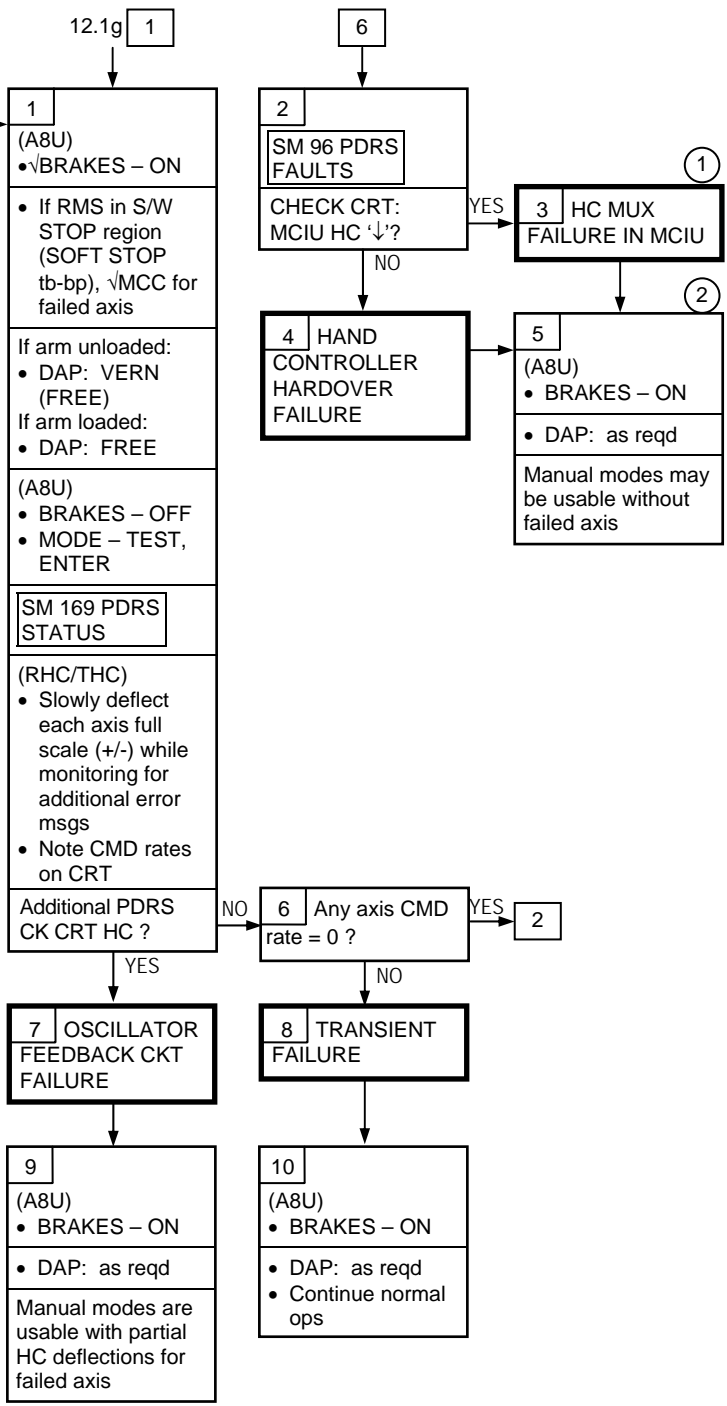 12.1g 1
1
(A8U)
•√BRAKES – ON
• If RMS in S/W
STOP region
(SOFT STOP
tb-bp), √MCC for
failed axis
If arm unloaded:
• DAP: VERN
(FREE)
If arm loaded:
• DAP: FREE
(A8U)
• BRAKES – OFF
• MODE – TEST,
ENTER
SM 169 PDRS
STATUS
(RHC/THC)
• Slowly deflect
each axis full
scale (+/-) while
monitoring for
additional error
msgs
• Note CMD rates
on CRT
Additional PDRS
CK CRT HC ?
NO
YES
6
2
SM 96 PDRS
FAULTS
CHECK CRT:
MCIU HC ‘↓’?
YES
NO
1
3 HC MUX
FAILURE IN MCIU
4 HAND
CONTROLLER
HARDOVER
FAILURE
2
5
(A8U)
• BRAKES – ON
• DAP: as reqd
Manual modes may
be usable without
failed axis
6 Any axis CMD
rate = 0 ?
YES
2
NO
7 OSCILLATOR
FEEDBACK CKT
FAILURE
8 TRANSIENT
FAILURE
9
(A8U)
• BRAKES – ON
• DAP: as reqd
Manual modes are
usable with partial
HC deflections for
failed axis
10
(A8U)
• BRAKES – ON
• DAP: as reqd
• Continue normal
ops